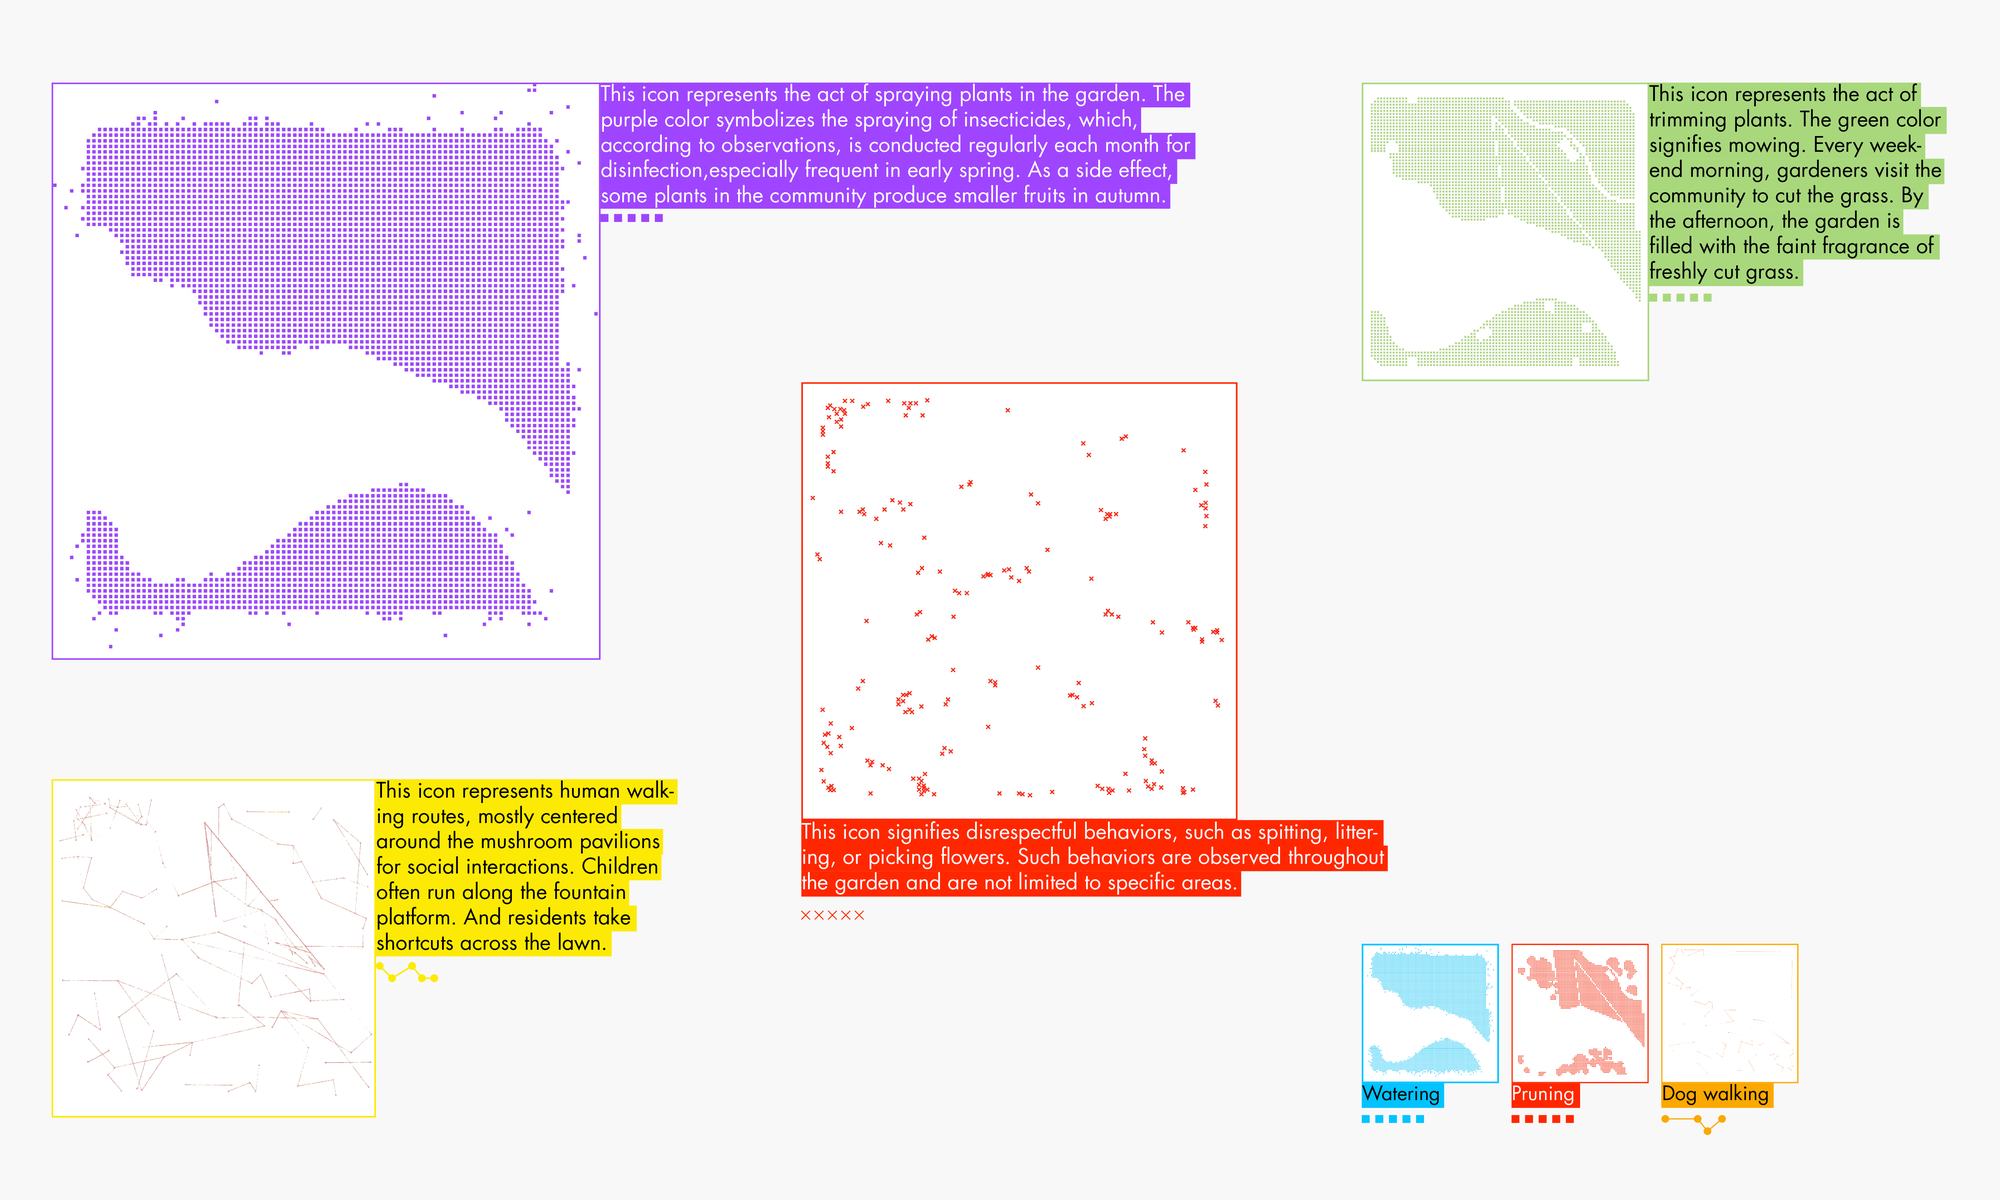 This icon represents the act of spraying plants in the garden. The
purple color symbolizes the spraying of insecticides, which,
according to observations, is conducted regularly each month for
disinfection,especially frequent in early spring. As a side effect,
some plants in the community produce smaller fruits in autumn.
This icon represents the act of
trimming plants. The green color
signifies mowing. Every week-
end morning, gardeners visit the
community to cut the grass. By
the afternoon, the garden is
filled with the faint fragrance of
freshly cut grass.
This icon represents human walk-
ing routes, mostly centered
around the mushroom pavilions
for social interactions. Children
often run along the fountain
platform. And residents take
shortcuts across the lawn.
This icon signifies disrespectful behaviors, such as spitting, litter-
ing, or picking flowers. Such behaviors are observed throughout
the garden and are not limited to specific areas.
Watering
Pruning
Dog walking